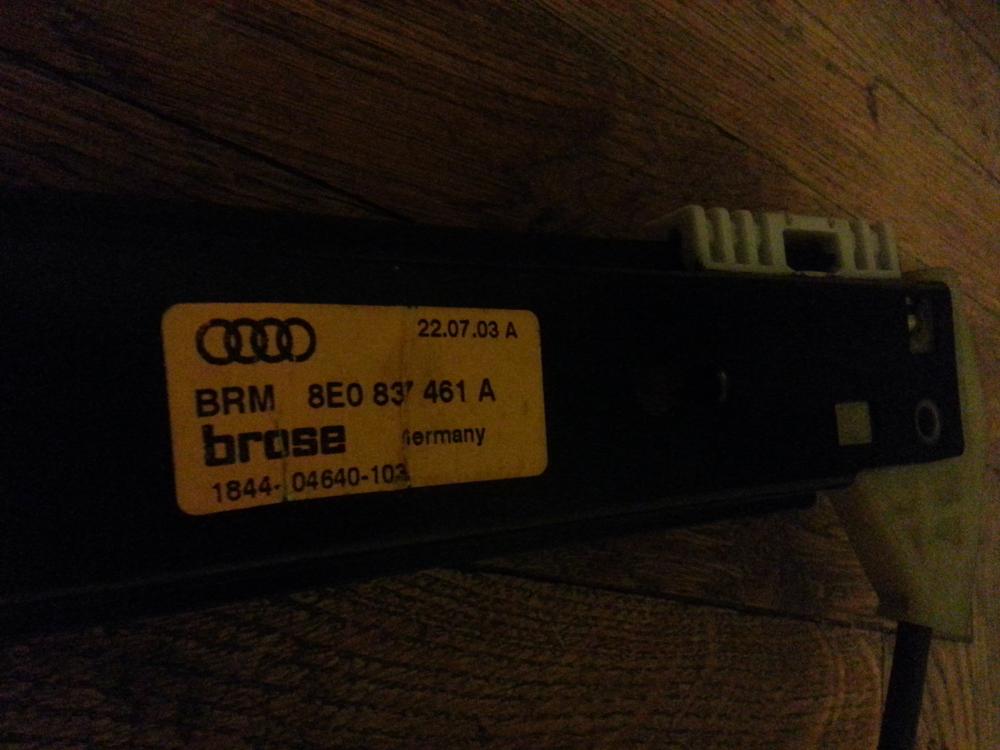 22.07.03 A
BRM 8E0 837 461 A
brose Germany
1844- 04640-103